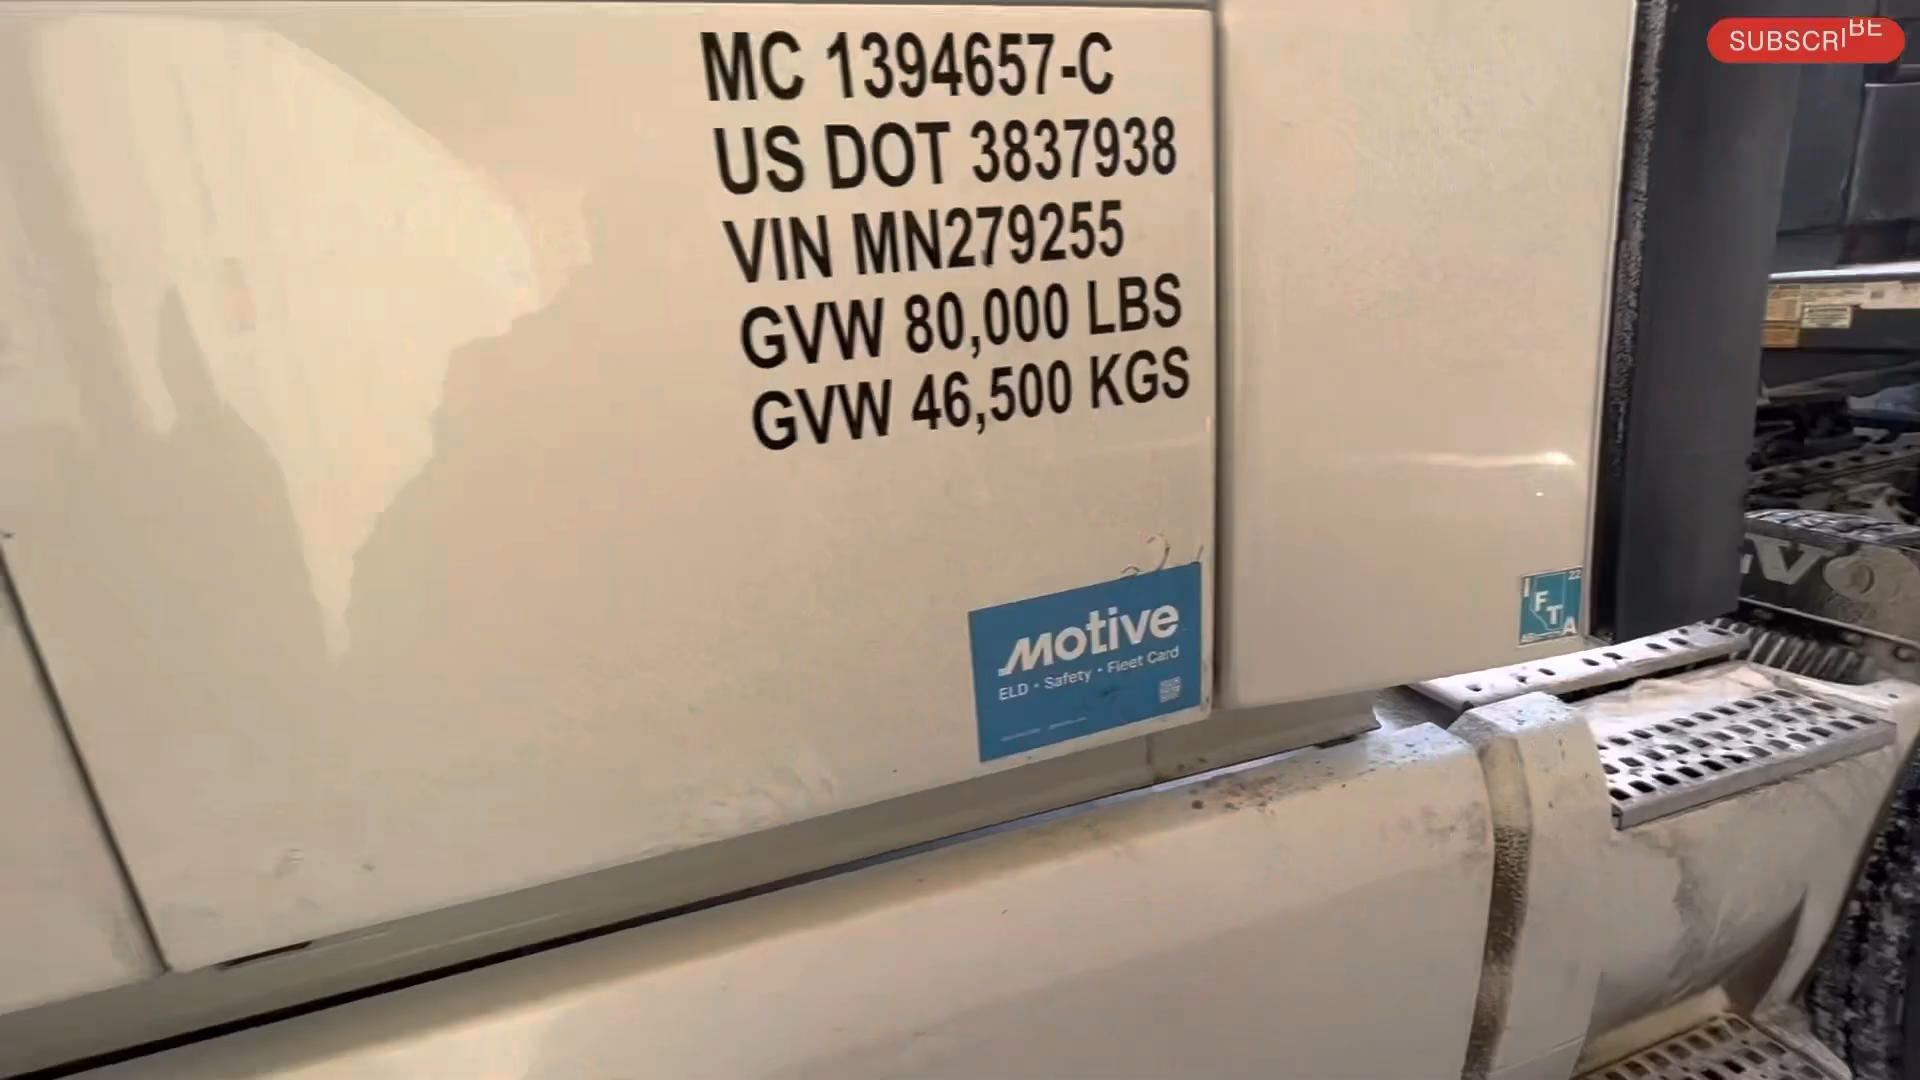 SUBSCRIBE
MC 1394657-C
US DOT 3837938
VIN MN279255
GVW 80,000 LBS
GVW 46,500 KGS
Motive
ELD • Safety • Fleet Card
22
IFTA